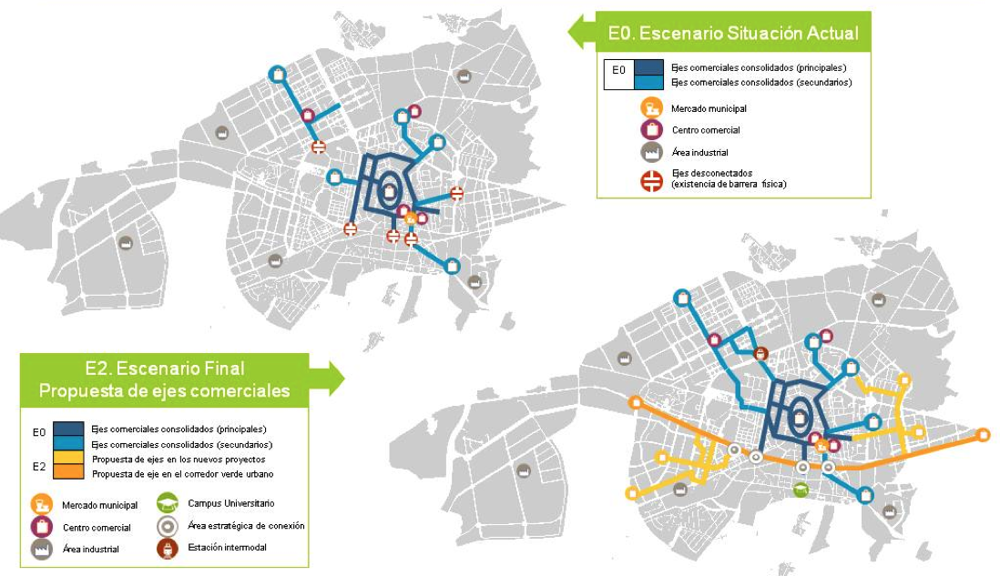 E0. Escenario Situación Actual
E0
Ejes comerciales consolidados (principales)
Ejes comerciales consolidados (secundarios)
Mercado municipal
Centro comercial
Área industrial
Ejes desconectados
(existencia de barrera física)
E2. Escenario Final
Propuesta de ejes comerciales
E0
Ejes comerciales consolidados (principales)
Ejes comerciales consolidados (secundarios)
E2
Propuesta de ejes en los nuevos proyectos
Propuesta de eje en el corredor verde urbano
Mercado municipal
Campus Universitario
Centro comercial
Área estratégica de conexión
Área industrial
Estación intermodal